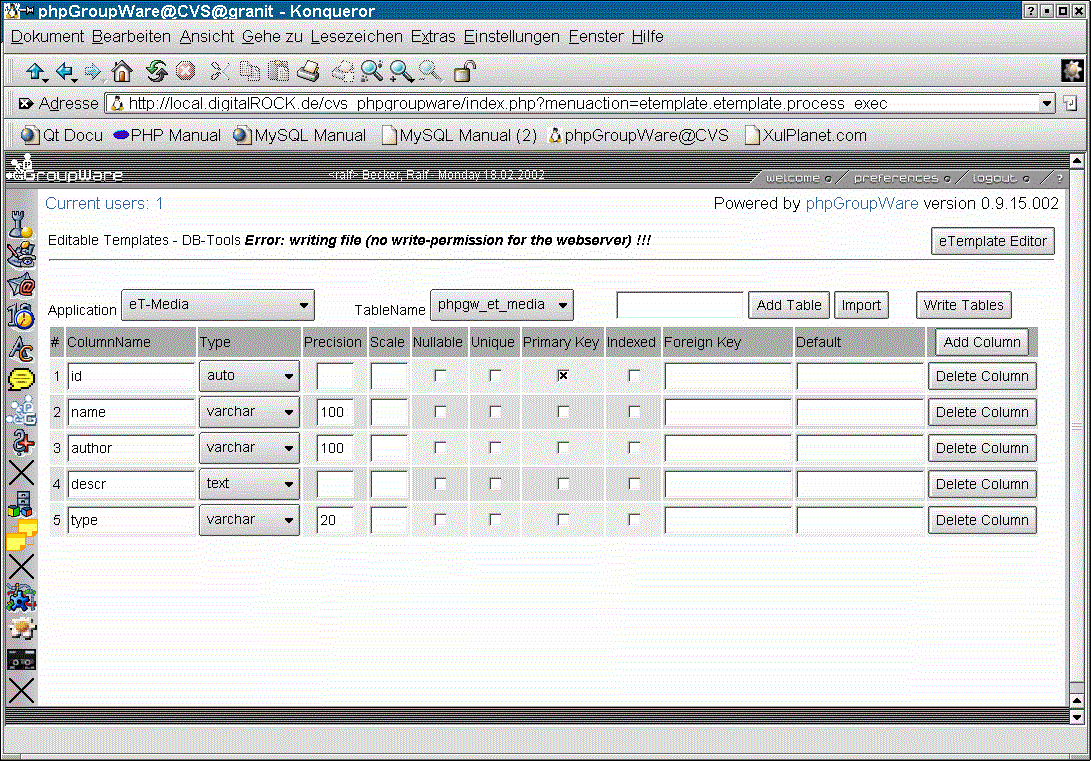 phpGroupWare@CVS@granit - Konqueror
Dokument Bearbeiten Ansicht Gehe zu Lesezeichen Extras Einstellungen Fenster Hilfe
Adresse http://local.digitalROCK.de/cvs_phpgroupware/index.php?menuaction=etemplate.etemplate.process_exec
Qt Docu PHP Manual MySQL Manual MySQL Manual (2) phpGroupWare@CVS XulPlanet.com
GroupWare <ralf> Becker, Ralf - Monday 18.02.2002 welcome preferences logout ?
Current users: 1 Powered by phpGroupWare version 0.9.15.002
Editable Templates - DB-Tools Error: writing file (no write-permission for the webserver) !!! eTemplate Editor
Application eT-Media TableName phpgw_et_media Add Table Import Write Tables
# ColumnName Type Precision Scale Nullable Unique Primary Key Indexed Foreign Key Default Add Column
1 id auto Delete Column
2 name varchar 100 Delete Column
3 author varchar 100 Delete Column
4 descr text Delete Column
5 type varchar 20 Delete Column